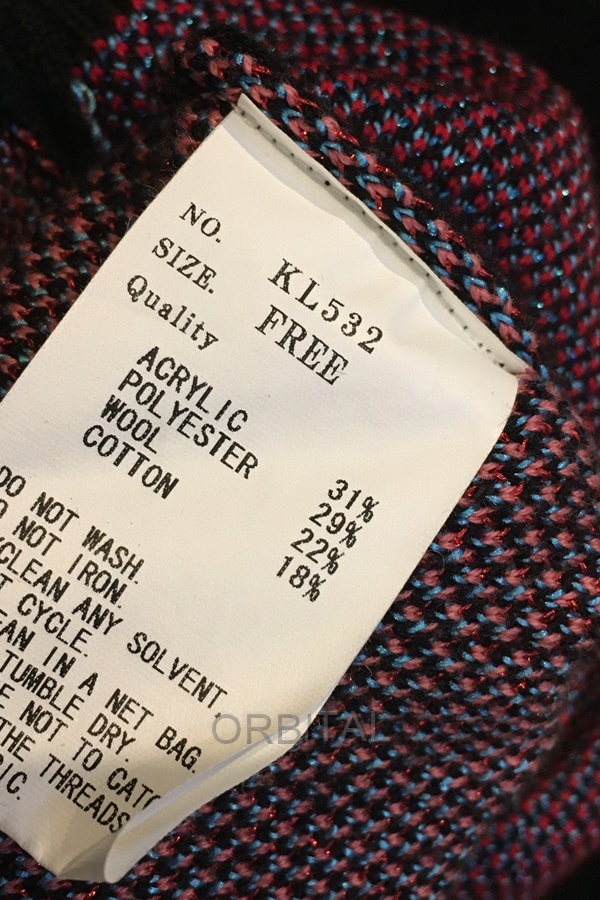 NO. KL532
SIZE. FREE
Quality
ACRYLIC 31%
POLYESTER 29%
WOOL 22%
COTTON 18%
DO NOT WASH.
NOT IRON.
ANY SOLVENT
CYCLE.
IN A NET BAG.
TUMBLE DRY.
NOT TO
THE THREADS
ORBITAL